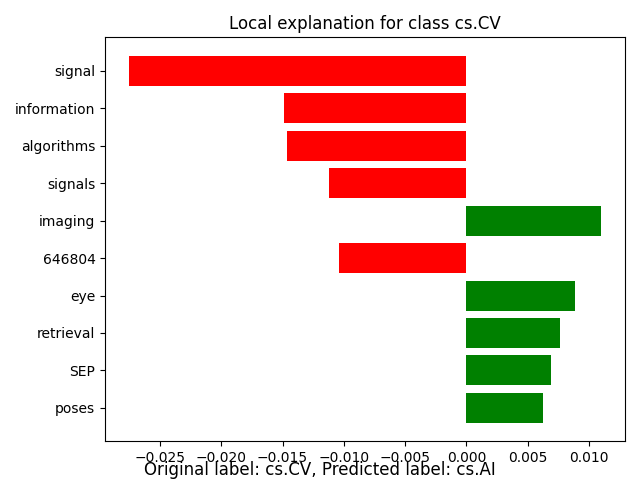 Local explanation for class cs.CV
signal
information
algorithms
signals
imaging
646804
eye
retrieval
SEP
poses
−0.025 −0.020 −0.015 −0.010 −0.005 0.000 0.005 0.010
Original label: cs.CV, Predicted label: cs.AI